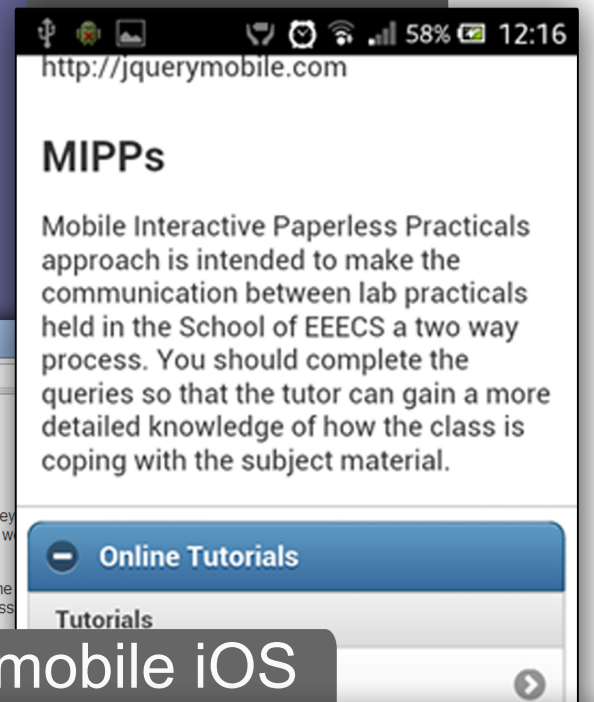 58% 12:16
http://jquerymobile.com
MIPPs
Mobile Interactive Paperless Practicals
approach is intended to make the
communication between lab practicals
held in the School of EEECS a two way
process. You should complete the
queries so that the tutor can gain a more
detailed knowledge of how the class is
coping with the subject material.
Online Tutorials
Tutorials
mobile iOS